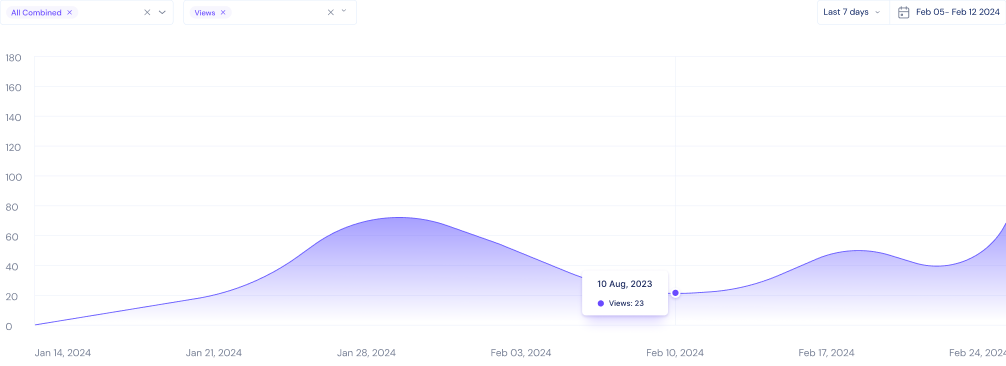 All Combined
Views
Last 7 days
Feb 05- Feb 12 2024
180
160
140
120
100
80
60
40
20
0
10 Aug, 2023
Views: 23
Jan 14, 2024
Jan 21, 2024
Jan 28, 2024
Feb 03, 2024
Feb 10, 2024
Feb 17, 2024
Feb 24, 2024